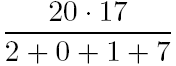 20 · 17
2 + 0 + 1 + 7